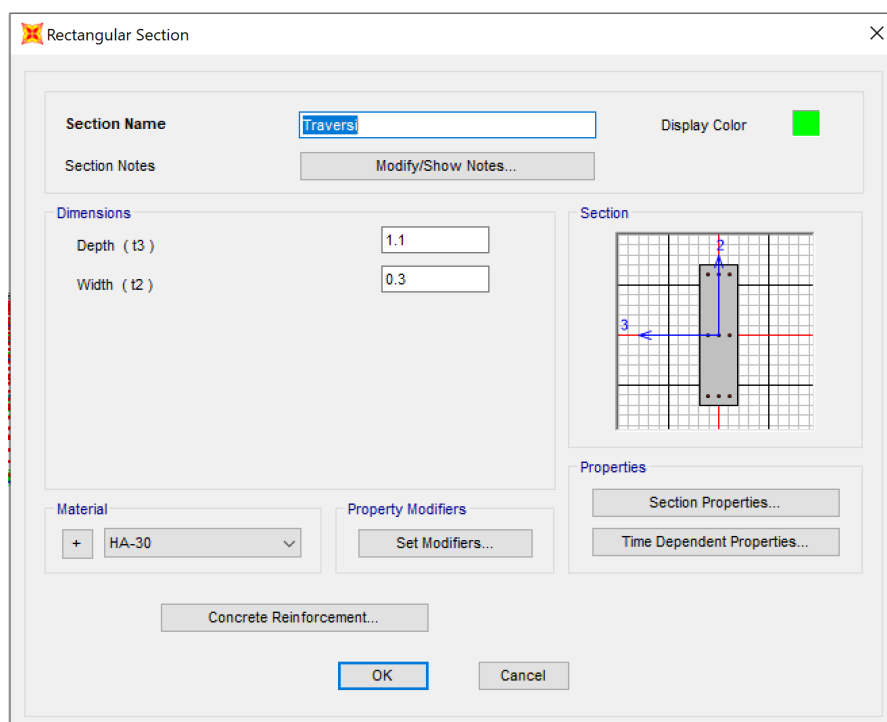 Rectangular Section
Section Name
Traversi
Display Color
Section Notes
Modify/Show Notes...
Dimensions
Depth ( t3 )
1.1
Width ( t2 )
0.3
Section
2
3
Properties
Section Properties...
Time Dependent Properties...
Material
+
HA-30
Property Modifiers
Set Modifiers...
Concrete Reinforcement...
OK
Cancel